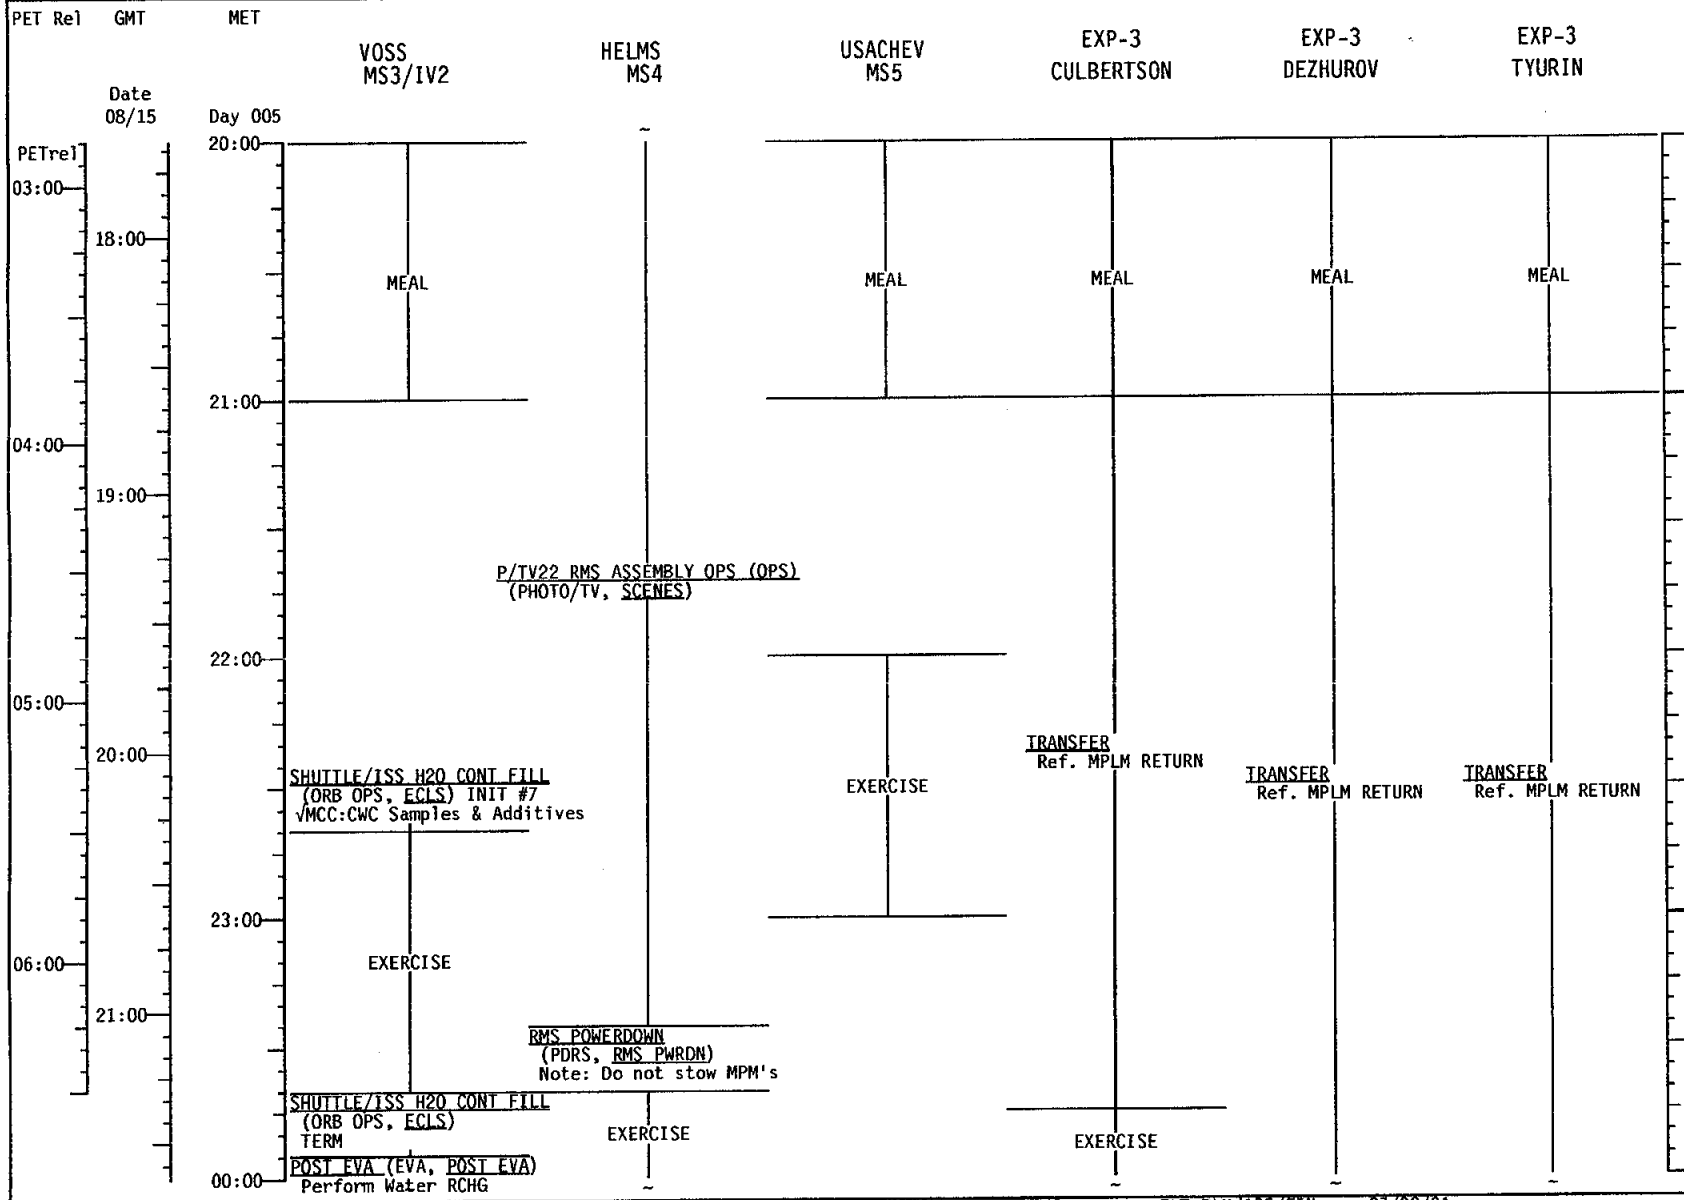 PET Rel GMT MET
VOSS
MS3/IV2
HELMS
MS4
USACHEV
MS5
EXP-3
CULBERTSON
EXP-3
DEZHUROV
EXP-3
TYURIN
Date
08/15
Day 005
PETrel
20:00
03:00
18:00
MEAL
MEAL
MEAL
MEAL
MEAL
21:00
04:00
19:00
P/TV22 RMS ASSEMBLY OPS (OPS)
(PHOTO/TV, SCENES)
22:00
05:00
20:00
TRANSFER
Ref. MPLM RETURN
TRANSFER
Ref. MPLM RETURN
TRANSFER
Ref. MPLM RETURN
SHUTTLE/ISS H2O CONT FILL
(ORB OPS, ECLS) INIT #7
√MCC:CWC Samples & Additives
EXERCISE
23:00
06:00
EXERCISE
21:00
RMS POWERDOWN
(PDRS, RMS PWRDN)
Note: Do not stow MPM's
SHUTTLE/ISS H2O CONT FILL
(ORB OPS, ECLS)
TERM
EXERCISE
EXERCISE
POST EVA (EVA, POST EVA)
Perform Water RCHG
00:00